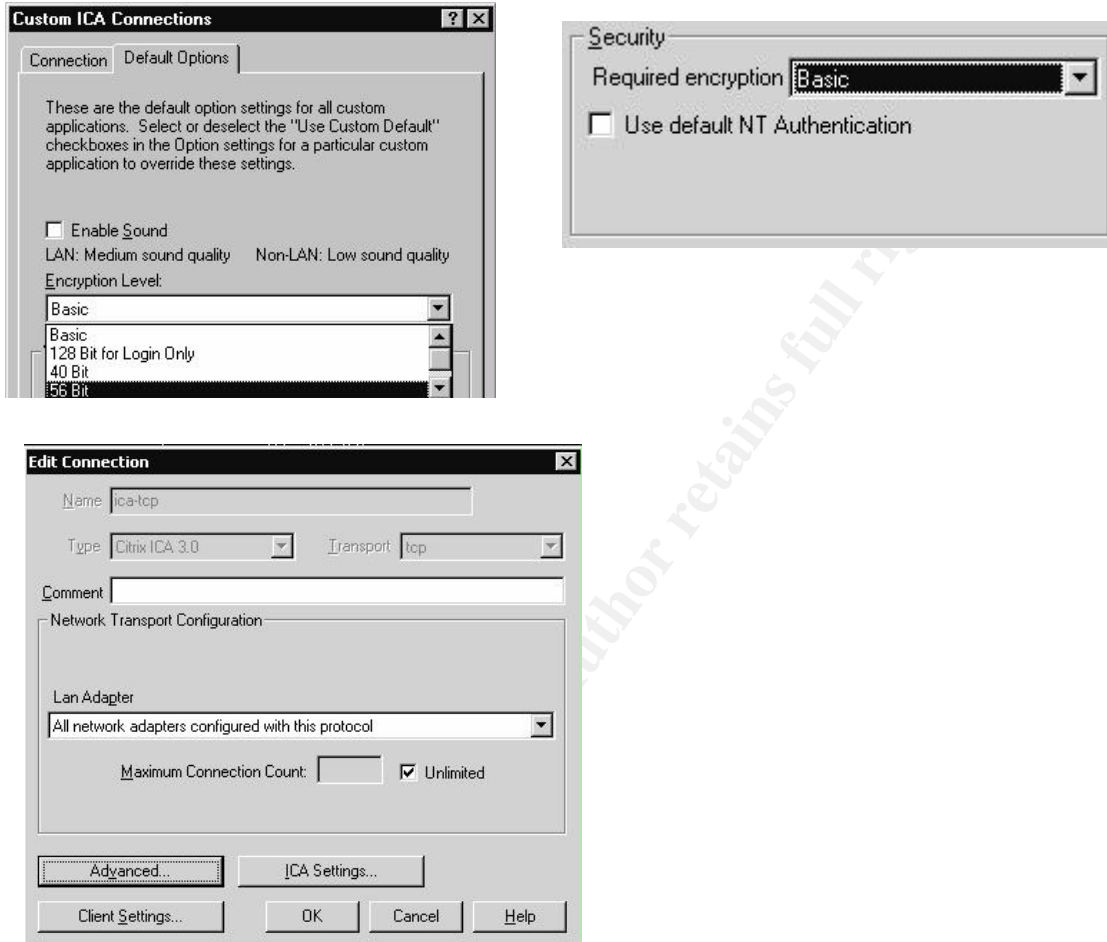 Custom ICA Connections
Connection
Default Options
These are the default option settings for all custom
applications. Select or deselect the "Use Custom Default"
checkboxes in the Option settings for a particular custom
application to override these settings.
Enable Sound
LAN: Medium sound quality Non-LAN: Low sound quality
Encryption Level:
Basic
Basic
128 Bit for Login Only
40 Bit
56 Bit
Security
Required encryption Basic
Use default NT Authentication
Edit Connection
Name ica-tcp
Type Citrix ICA 3.0 Transport tcp
Comment
Network Transport Configuration
Lan Adapter
All network adapters configured with this protocol
Maximum Connection Count: Unlimited
Advanced... ICA Settings...
Client Settings... OK Cancel Help
author retains full